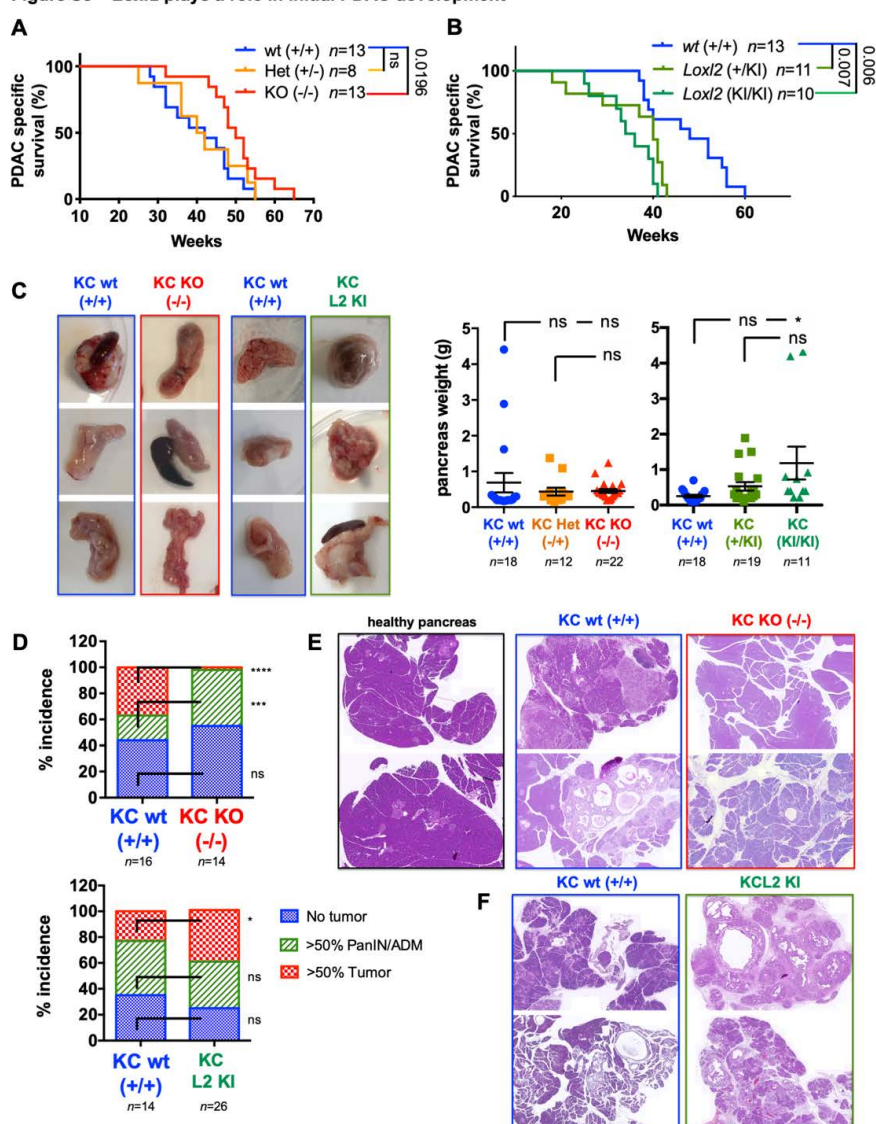 A
wt (+/+) n=13
Het (+/-) n=8
KO (-/-) n=13
ns
0.0196
PDAC specific
survival (%)
100
50
0
10 20 30 40 50 60 70
Weeks
B
wt (+/+) n=13
Loxl2 (+/KI) n=11
Loxl2 (KI/KI) n=10
0.007
0.006
PDAC specific
survival (%)
100
50
0
20 40 60
Weeks
C
KC wt
(+/+)
KC KO
(-/-)
KC wt
(+/+)
KC
L2 KI
pancreas weight (g)
5
4
3
2
1
0
ns ns
ns
KC wt
(+/+)
n=18
KC Het
(-/+)
n=12
KC KO
(-/-)
n=22
5
4
3
2
1
0
ns *
ns
KC wt
(+/+)
n=18
KC
(+/KI)
n=19
KC
(KI/KI)
n=11
D
% incidence
120
100
80
60
40
20
0
****
***
ns
KC wt
(+/+)
n=16
KC KO
(-/-)
n=14
% incidence
120
100
80
60
40
20
0
*
ns
ns
KC wt
(+/+)
n=14
KC
L2 KI
n=26
No tumor
>50% PanIN/ADM
>50% Tumor
E
healthy pancreas
KC wt (+/+)
KC KO (-/-)
F
KC wt (+/+)
KCL2 KI